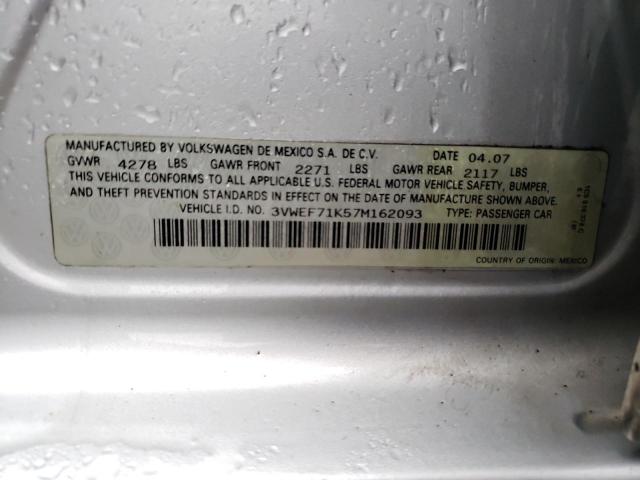 MANUFACTURED BY VOLKSWAGEN DE MEXICO S.A. DE C.V. DATE 04.07
GVWR 4278 LBS GAWR FRONT 2271 LBS GAWR REAR 2117 LBS
THIS VEHICLE CONFORMS TO ALL APPLICABLE U.S. FEDERAL MOTOR VEHICLE SAFETY, BUMPER,
AND THEFT PREVENTION STANDARDS IN EFFECT ON THE DATE OF MANUFACTURE SHOWN ABOVE.
VEHICLE I.D. NO. 3VWEF71K57M162093 TYPE: PASSENGER CAR
COUNTRY OF ORIGIN: MEXICO